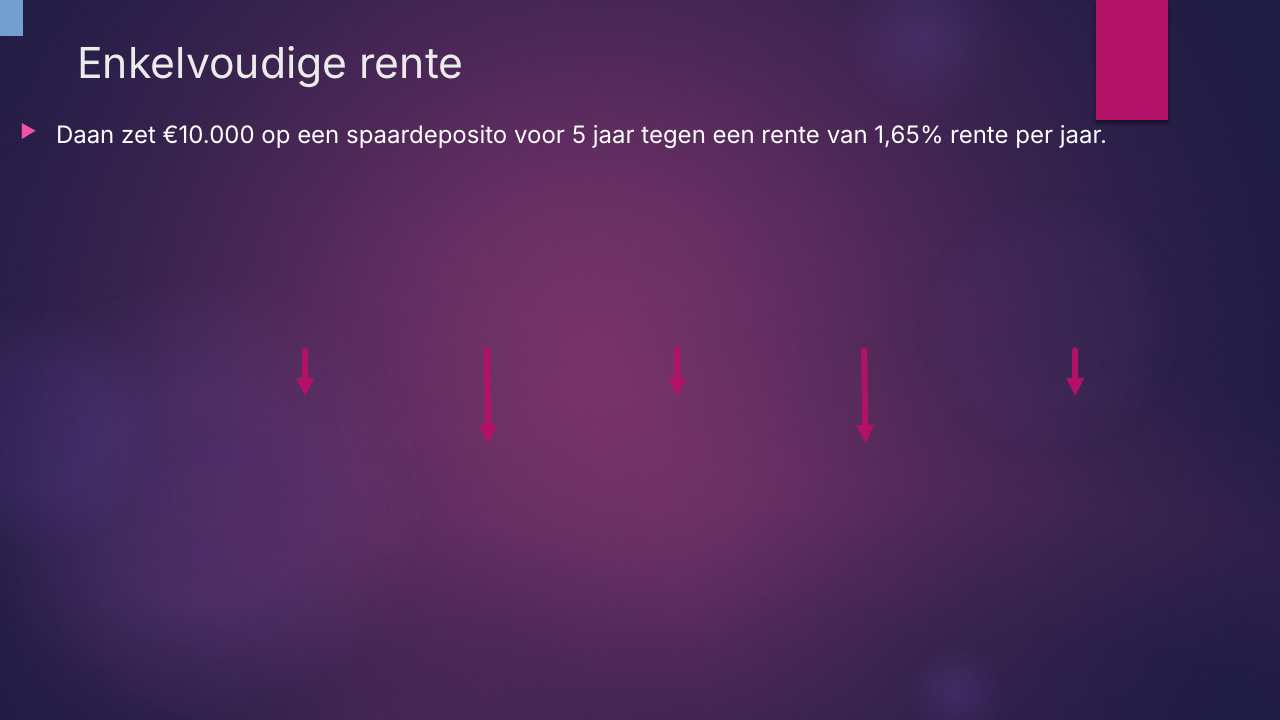 Enkelvoudige rente
Daan zet €10.000 op een spaardeposito voor 5 jaar tegen een rente van 1,65% rente per jaar.